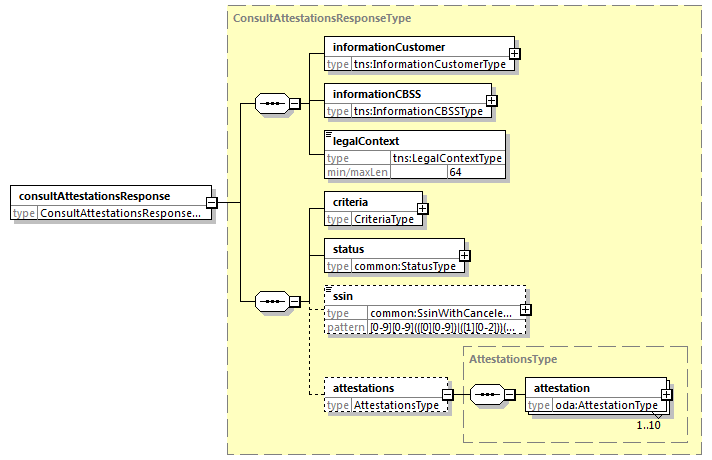 ConsultAttestationsResponseType
informationCustomer
type tns:InformationCustomerType
informationCBSS
type tns:InformationCBSSType
legalContext
type tns:LegalContextType
min/maxLen 64
consultAttestationsResponse
type ConsultAttestationsResponse...
criteria
type CriteriaType
status
type common:StatusType
ssin
type common:SsinWithCancele...
pattern [0-9][0-9](([0][0-9])|([1][0-2]))(...
AttestationsType
attestations
type AttestationsType
attestation
type oda:AttestationType
1..10